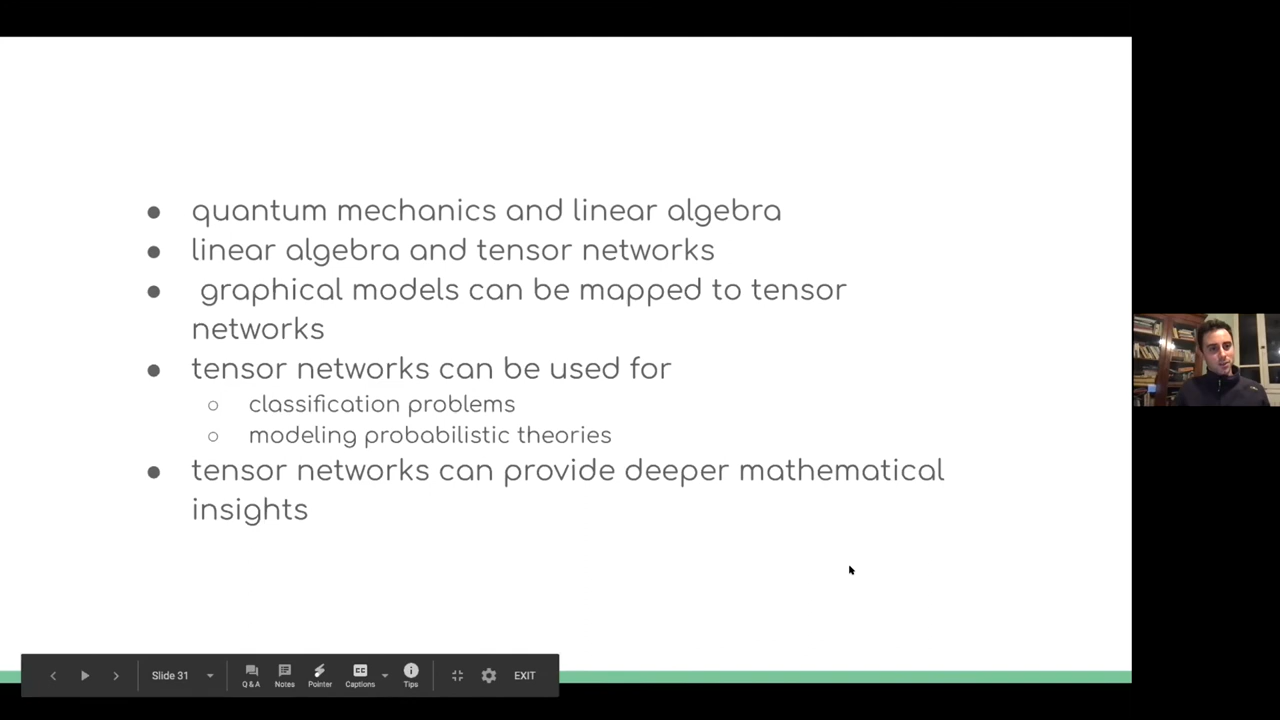 ● quantum mechanics and linear algebra
● linear algebra and tensor networks
● graphical models can be mapped to tensor
networks
● tensor networks can be used for
○ classification problems
○ modeling probabilistic theories
● tensor networks can provide deeper mathematical
insights
Slide 31
Q & A
Notes
Pointer
CC
Captions
Tips
EXIT